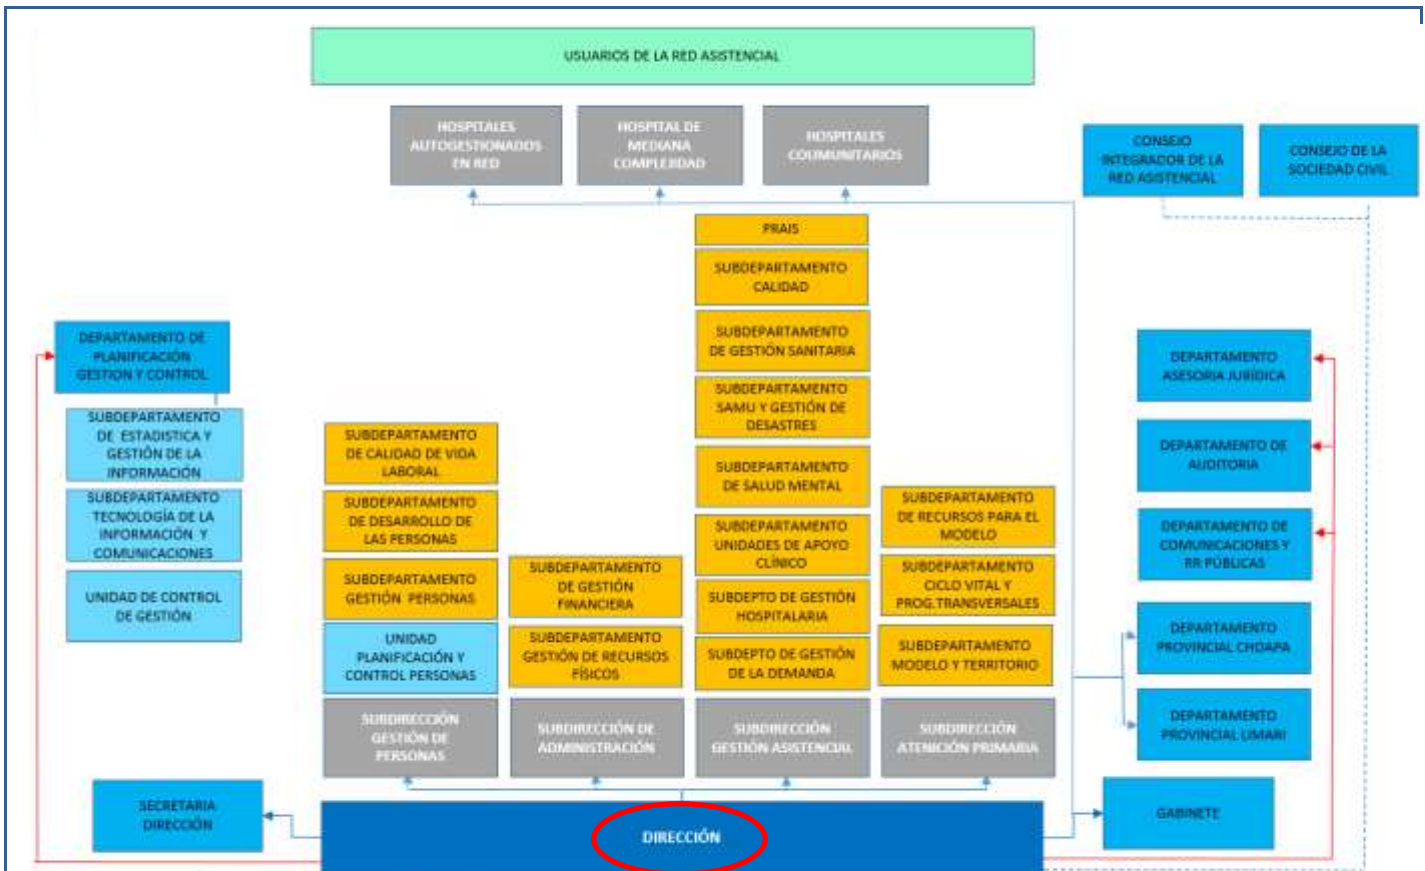 USUARIOS DE LA RED ASISTENCIAL
HOSPITALES
AUTOGESTIONADOS
EN RED
HOSPITAL DE
MEDIANA
COMPLEJIDAD
HOSPITALES
COUMUNITARIOS
CONSEJO
INTEGRADOR DE LA
RED ASISTENCIAL
CONSEJO DE LA
SOCIEDAD CIVIL
DEPARTAMENTO DE
PLANIFICACIÓN
GESTION Y CONTROL
SUBDEPARTAMENTO
DE ESTADISTICA Y
GESTIÓN DE LA
INFORMACIÓN
SUBDEPARTAMENTO
TECNOLOGÍA DE LA
INFORMACIÓN Y
COMUNICACIONES
UNIDAD DE CONTROL
DE GESTIÓN
SUBDEPARTAMENTO
DE CALIDAD DE VIDA
LABORAL
SUBDEPARTAMENTO
DE DESARROLLO DE
LAS PERSONAS
SUBDEPARTAMENTO
GESTIÓN PERSONAS
UNIDAD
PLANIFICACIÓN Y
CONTROL PERSONAS
SUBDIRECCIÓN
GESTIÓN DE
PERSONAS
SUBDEPARTAMENTO
DE GESTIÓN
FINANCIERA
SUBDEPARTAMENTO
GESTIÓN DE RECURSOS
FÍSICOS
SUBDIRECCIÓN DE
ADMINISTRACIÓN
PRAIS
SUBDEPARTAMENTO
CALIDAD
SUBDEPARTAMENTO
DE GESTIÓN SANITARIA
SUBDEPARTAMENTO
SAMU Y GESTIÓN DE
DESASTRES
SUBDEPARTAMENTO
DE SALUD MENTAL
SUBDEPARTAMENTO
UNIDADES DE APOYO
CLÍNICO
SUBDEPTO DE GESTIÓN
HOSPITALARIA
SUBDEPTO DE GESTIÓN
DE LA DEMANDA
SUBDIRECCIÓN
GESTIÓN ASISTENCIAL
SUBDEPARTAMENTO
DE RECURSOS PARA EL
MODELO
SUBDEPARTAMENTO
CICLO VITAL Y
PROG.TRANSVERSALES
SUBDEPARTAMENTO
MODELO Y TERRITORIO
SUBDIRECCIÓN
ATENICIÓN PRIMARIA
DEPARTAMENTO
ASESORIA JURÍDICA
DEPARTAMENTO DE
AUDITORIA
DEPARTAMENTO DE
COMUNICACIONES Y
RR PÚBLICAS
DEPARTAMENTO
PROVINCIAL CHOAPA
DEPARTAMENTO
PROVINCIAL LIMARI
SECRETARIA
DIRECCIÓN
DIRECCIÓN
GABINETE